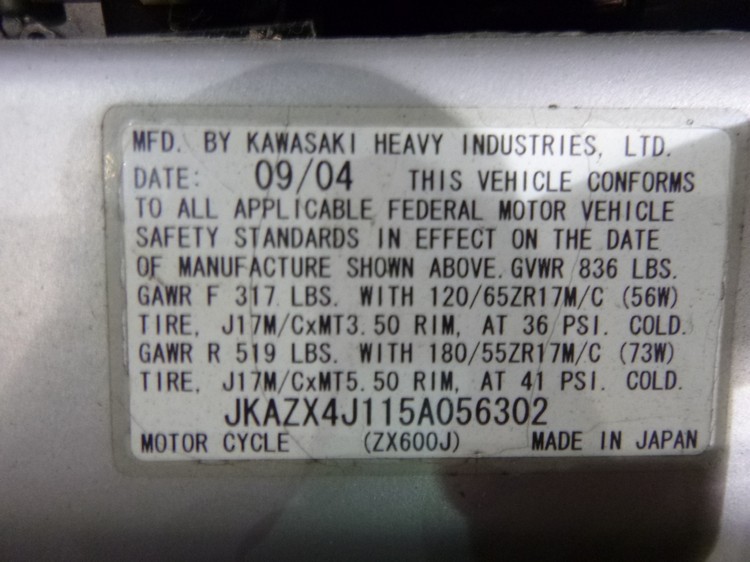 MFD. BY KAWASAKI HEAVY INDUSTRIES, LTD.
DATE: 09/04 THIS VEHICLE CONFORMS
TO ALL APPLICABLE FEDERAL MOTOR VEHICLE
SAFETY STANDARDS IN EFFECT ON THE DATE
OF MANUFACTURE SHOWN ABOVE. GVWR 836 LBS.
GAWR F 317 LBS. WITH 120/65ZR17M/C (56W)
TIRE, J17M/CxMT3.50 RIM, AT 36 PSI. COLD.
GAWR R 519 LBS. WITH 180/55ZR17M/C (73W)
TIRE, J17M/CxMT5.50 RIM, AT 41 PSI. COLD.
JKAZX4J115A056302
MOTOR CYCLE (ZX600J) MADE IN JAPAN